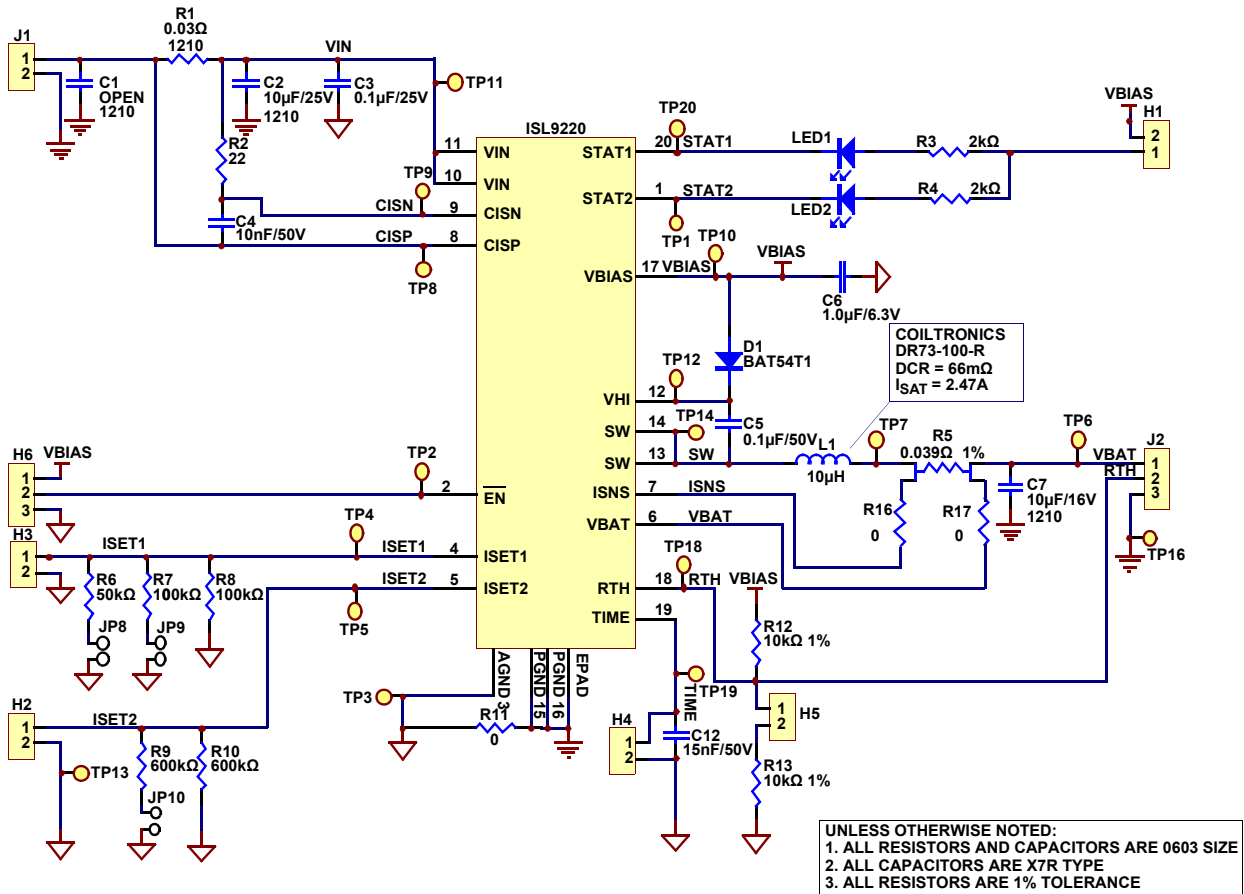 J1
1
2
R1
0.03Ω
1210
VIN
C1
OPEN
1210
C2
10µF/25V
1210
C3
0.1µF/25V
TP11
R2
22
TP9
CISN
C4
10nF/50V
CISP
TP8
ISL9220
11
VIN
10
VIN
9
CISN
8
CISP
2
EN
4
ISET1
5
ISET2
STAT1
20
STAT1
TP20
STAT2
1
STAT2
TP1
TP10
VBIAS
17
VBIAS
VBIAS
C6
1.0µF/6.3V
LED1
R3
2kΩ
LED2
R4
2kΩ
VBIAS
H1
2
1
COILTRONICS
DR73-100-R
DCR = 66mΩ
ISAT = 2.47A
D1
BAT54T1
TP12
VHI
12
TP14
SW
14
SW
13
SW
C5
0.1µF/50V
L1
10µH
TP7
R5
0.039Ω 1%
TP6
J2
VBAT
RTH
1
2
3
TP16
C7
10µF/16V
1210
ISNS
7
ISNS
VBAT
6
VBAT
R16
0
R17
0
TP18
RTH
18
RTH
TIME
19
VBIAS
R12
10kΩ 1%
TP19
TIME
H4
1
2
C12
15nF/50V
H5
1
2
R13
10kΩ 1%
H6
VBIAS
1
2
3
TP2
H3
1
2
ISET1
TP4
ISET1
ISET2
TP5
R6
50kΩ
R7
100kΩ
R8
100kΩ
JP8
JP9
AGND 3
PGND 15
PGND 16
EPAD
TP3
R11
0
H2
1
2
ISET2
TP13
R9
600kΩ
R10
600kΩ
JP10
UNLESS OTHERWISE NOTED:
1. ALL RESISTORS AND CAPACITORS ARE 0603 SIZE
2. ALL CAPACITORS ARE X7R TYPE
3. ALL RESISTORS ARE 1% TOLERANCE